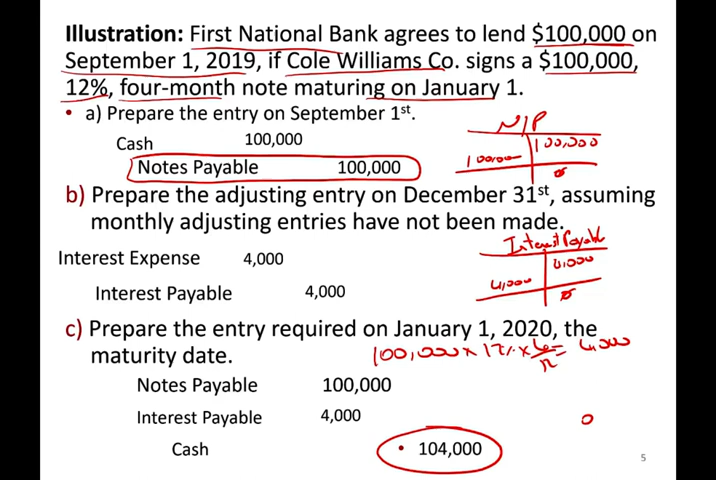 Illustration: First National Bank agrees to lend $100,000 on
September 1, 2019, if Cole Williams Co. signs a $100,000,
12%, four-month note maturing on January 1.
• a) Prepare the entry on September 1st.
N/P
Cash 100,000
100,000
100,000
Notes Payable 100,000
b) Prepare the adjusting entry on December 31st, assuming
monthly adjusting entries have not been made.
Interest Payable
Interest Expense 4,000
4,000
4,000
Interest Payable 4,000
c) Prepare the entry required on January 1, 2020, the
maturity date.
100,000 × 12% × 4/12 = 4,000
Notes Payable 100,000
Interest Payable 4,000
Cash • 104,000
5